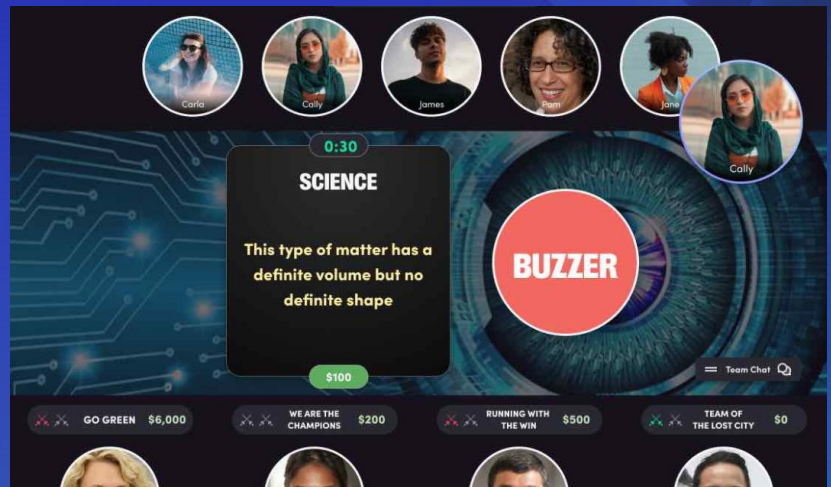 Carla
Cally
James
Pam
Jane
Cally
0:30
SCIENCE
This type of matter has a
definite volume but no
definite shape
$100
BUZZER
Team Chat
GO GREEN $6,000
WE ARE THE
CHAMPIONS
$200
RUNNING WITH
THE WIN
$500
TEAM OF
THE LOST CITY
$0